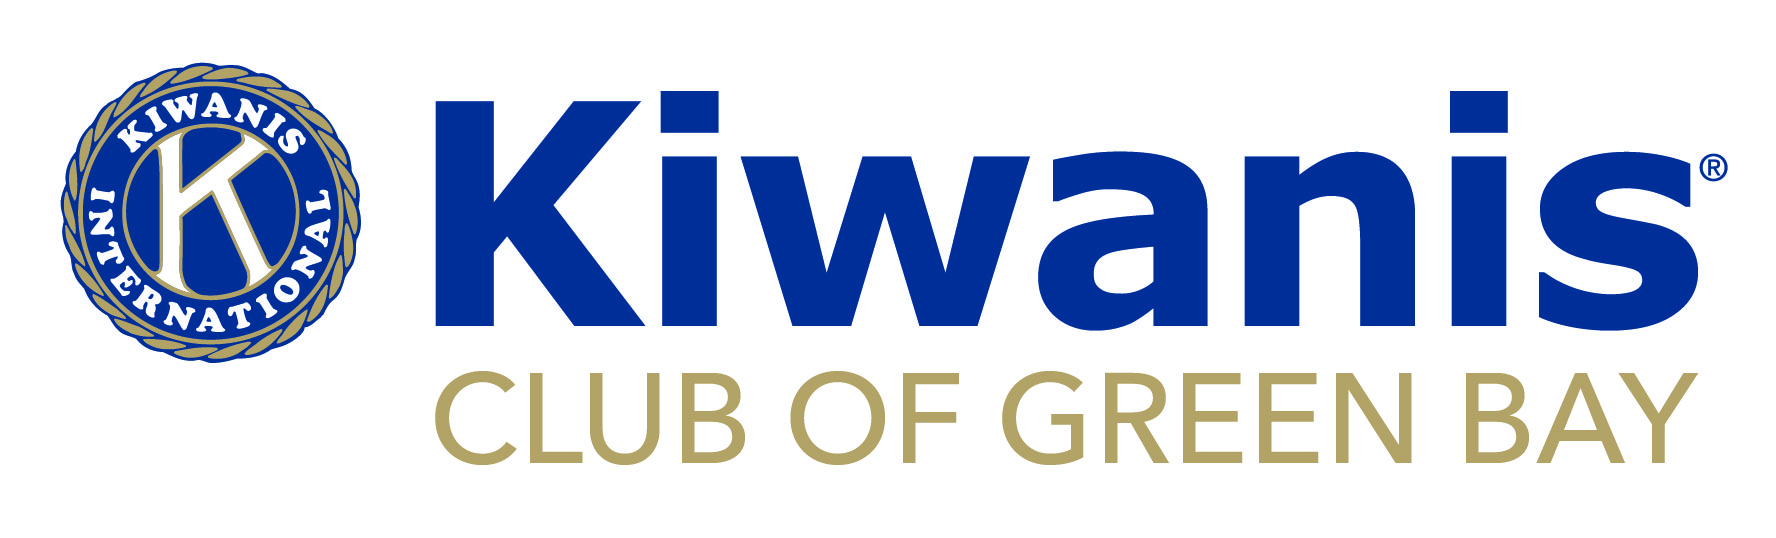 KIWANIS
K
INTERNATIONAL
Kiwanis®
CLUB OF GREEN BAY